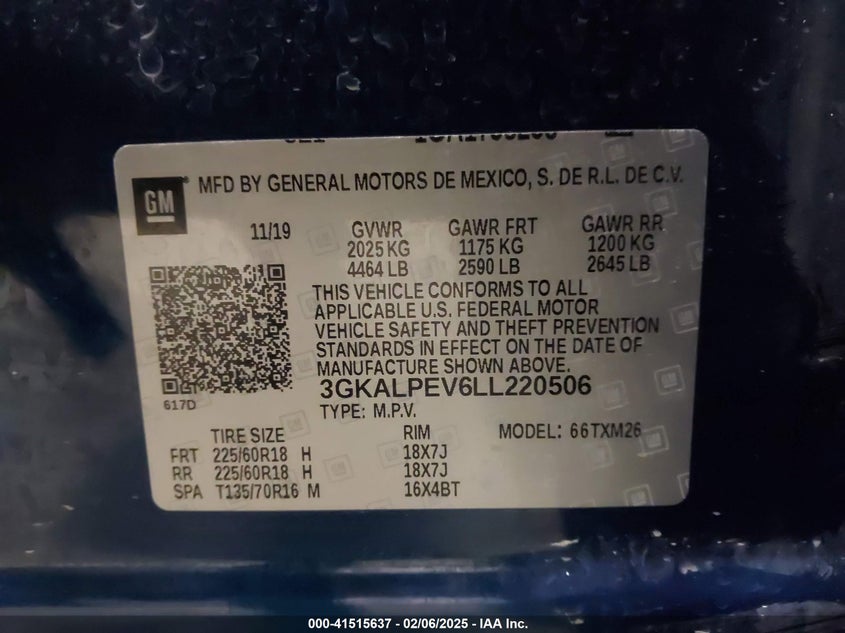 GM MFD BY GENERAL MOTORS DE MEXICO, S. DE R.L. DE C.V.
11/19 GVWR GAWR FRT GAWR RR
2025 KG 1175 KG 1200 KG
4464 LB 2590 LB 2645 LB
THIS VEHICLE CONFORMS TO ALL
APPLICABLE U.S. FEDERAL MOTOR
VEHICLE SAFETY AND THEFT PREVENTION
STANDARDS IN EFFECT ON THE DATE OF
MANUFACTURE SHOWN ABOVE.
3GKALPEV6LL220506
617D
TYPE: M.P.V.
TIRE SIZE RIM MODEL: 66TXM26
FRT 225/60R18 H 18X7J
RR 225/60R18 H 18X7J
SPA T135/70R16 M 16X4BT
000-41515637 - 02/06/2025 - IAA Inc.